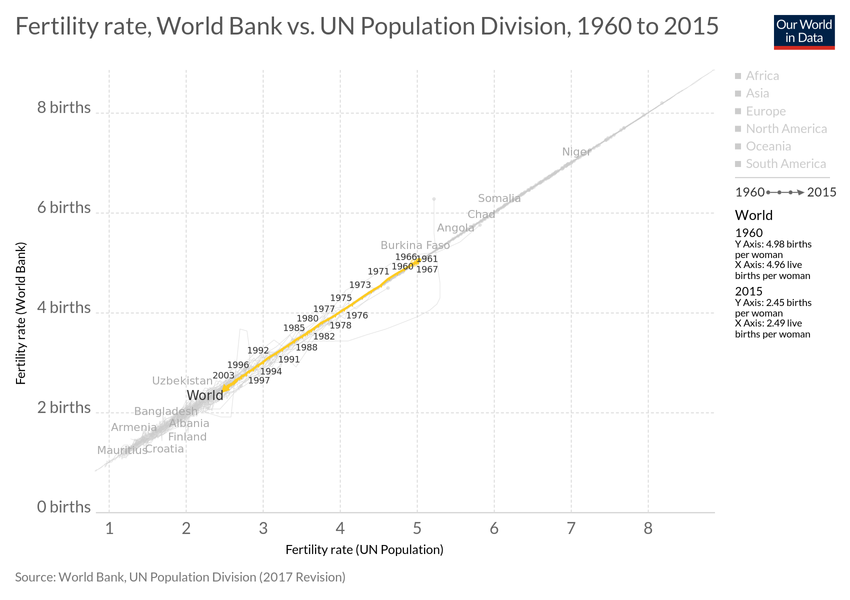 Fertility rate, World Bank vs. UN Population Division, 1960 to 2015
Our World
in Data
Africa
Asia
Europe
North America
Oceania
South America
1960 2015
World
1960
Y Axis: 4.98 births
per woman
X Axis: 4.96 live
births per woman
2015
Y Axis: 2.45 births
per woman
X Axis: 2.49 live
births per woman
Fertility rate (World Bank)
8 births
6 births
4 births
2 births
0 births
Niger
Somalia
Chad
Angola
Burkina Faso
1966 1961
1960 1967
1971
1973
1975
1977
1976
1980
1978
1985
1982
1988
1992
1991
1996
1994
2003
1997
Uzbekistan
World
Bangladesh
Albania
Armenia
Finland
Mauritius
Croatia
1 2 3 4 5 6 7 8
Fertility rate (UN Population)
Source: World Bank, UN Population Division (2017 Revision)